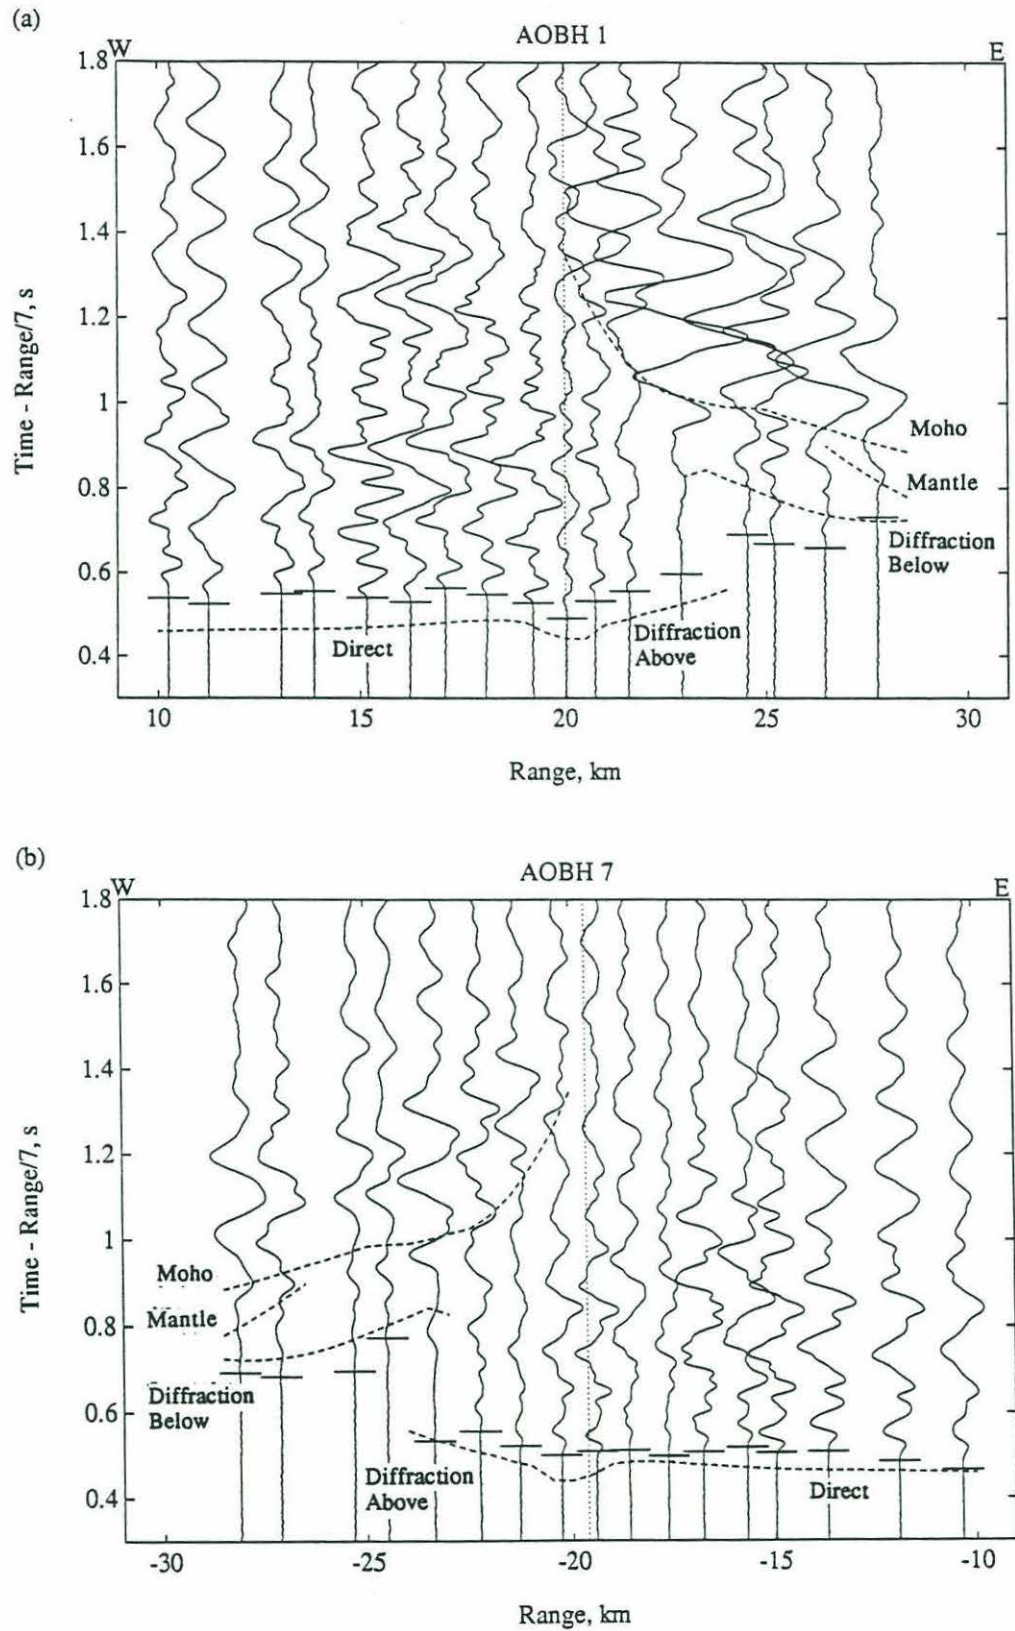 (a)
AOBH 1
W
E
1.8
1.6
1.4
1.2
1
0.8
0.6
0.4
Time - Range/7, s
Moho
Mantle
Diffraction
Below
Direct
Diffraction
Above
10
15
20
25
30
Range, km
(b)
AOBH 7
W
E
1.8
1.6
1.4
1.2
1
0.8
0.6
0.4
Time - Range/7, s
Moho
Mantle
Diffraction
Below
Diffraction
Above
Direct
-30
-25
-20
-15
-10
Range, km